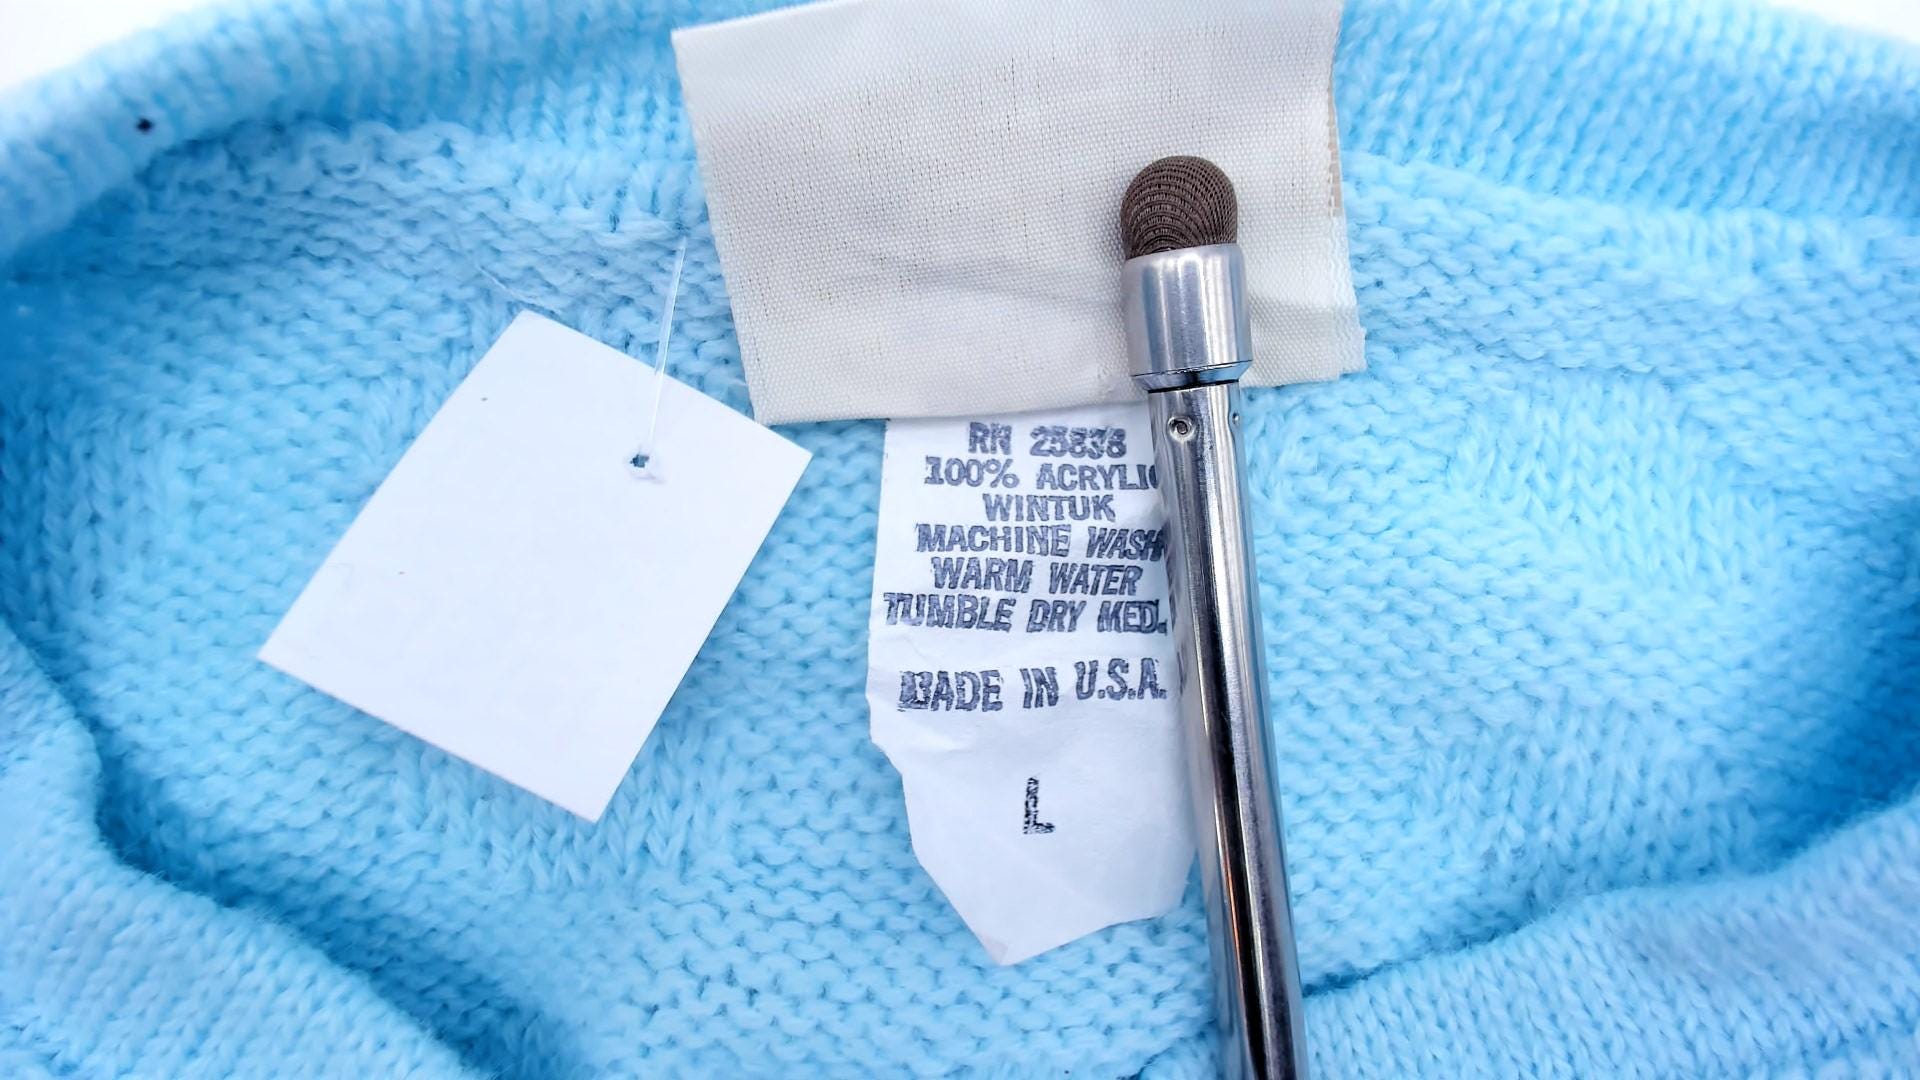 RN 25838
100% ACRYLIC
WINTUK
MACHINE WASH
WARM WATER
TUMBLE DRY MED.
MADE IN U.S.A.
L